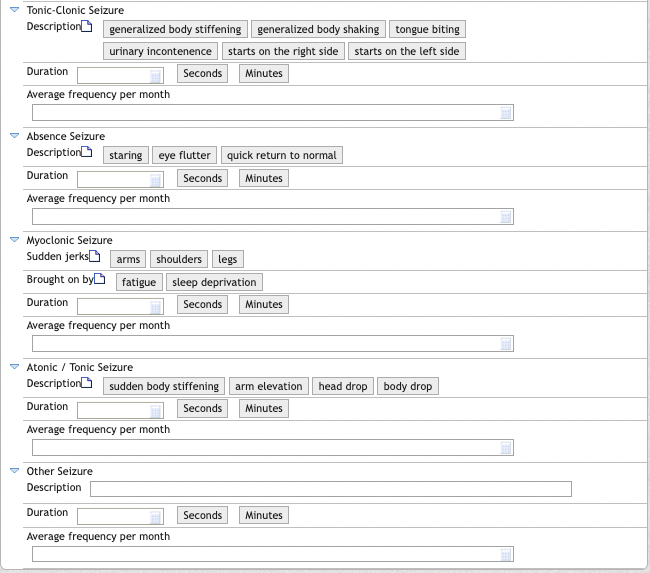 Tonic-Clonic Seizure
Description generalized body stiffening generalized body shaking tongue biting
urinary incontenence starts on the right side starts on the left side
Duration Seconds Minutes
Average frequency per month
Absence Seizure
Description staring eye flutter quick return to normal
Duration Seconds Minutes
Average frequency per month
Myoclonic Seizure
Sudden jerks arms shoulders legs
Brought on by fatigue sleep deprivation
Duration Seconds Minutes
Average frequency per month
Atonic / Tonic Seizure
Description sudden body stiffening arm elevation head drop body drop
Duration Seconds Minutes
Average frequency per month
Other Seizure
Description
Duration Seconds Minutes
Average frequency per month